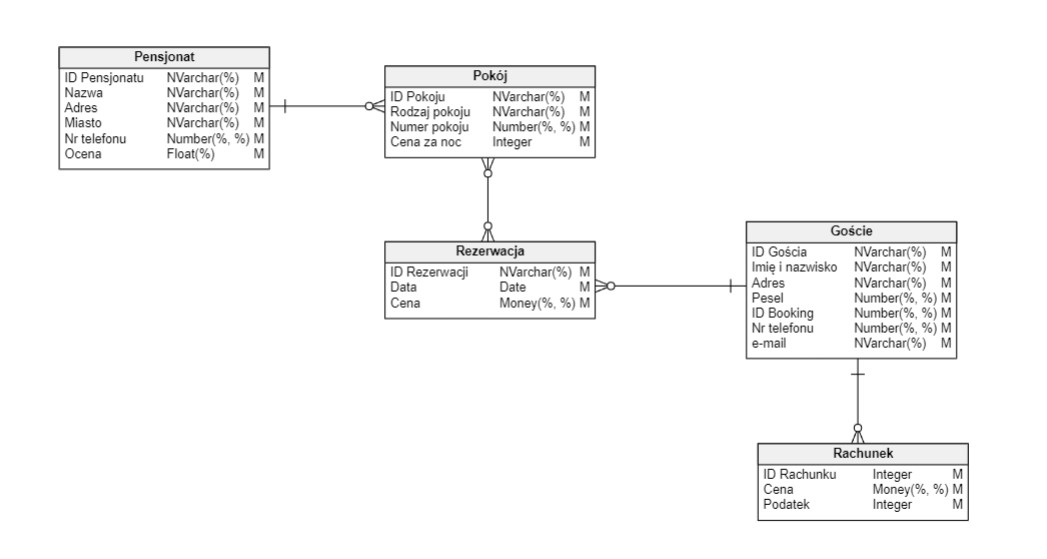 Pensjonat
ID Pensjonatu NVarchar(%) M
Nazwa NVarchar(%) M
Adres NVarchar(%) M
Miasto NVarchar(%) M
Nr telefonu Number(%, %) M
Ocena Float(%) M
Pokój
ID Pokoju NVarchar(%) M
Rodzaj pokoju NVarchar(%) M
Numer pokoju Number(%, %) M
Cena za noc Integer M
Rezerwacja
ID Rezerwacji NVarchar(%) M
Data Date M
Cena Money(%, %) M
Goście
ID Gościa NVarchar(%) M
Imię i nazwisko NVarchar(%) M
Adres NVarchar(%) M
Pesel Number(%, %) M
ID Booking Number(%, %) M
Nr telefonu Number(%, %) M
e-mail NVarchar(%) M
Rachunek
ID Rachunku Integer M
Cena Money(%, %) M
Podatek Integer M